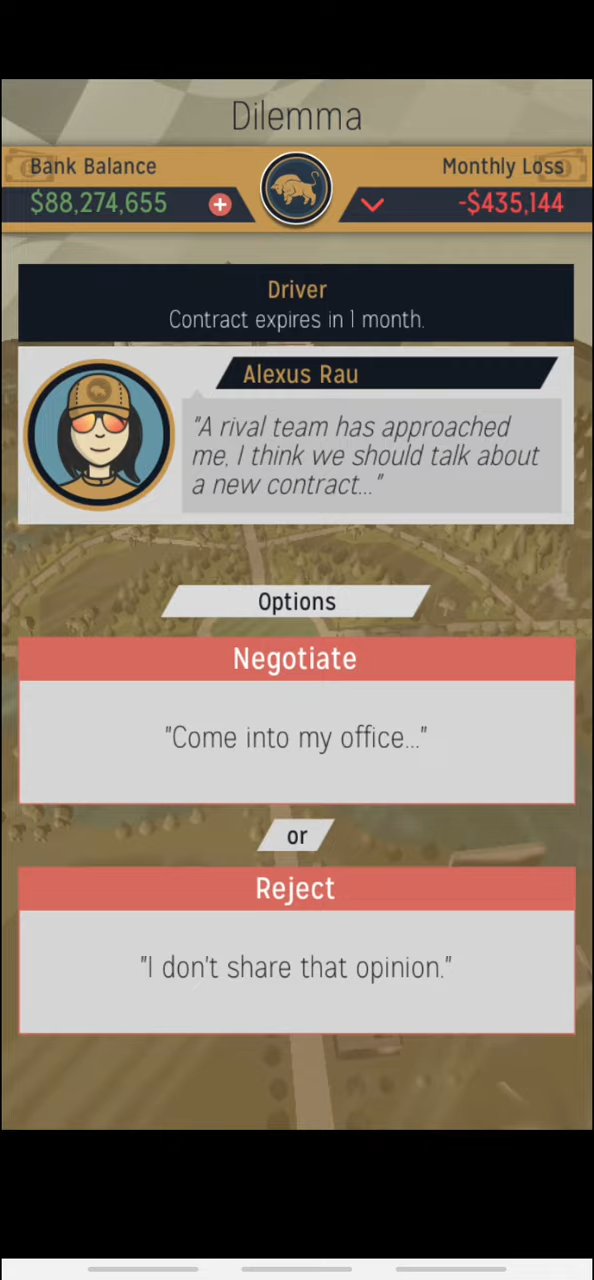 Dilemma
Bank Balance
Monthly Loss
$88,274,655
-$435,144
Driver
Contract expires in 1 month.
Alexus Rau
"A rival team has approached
me, I think we should talk about
a new contract..."
Options
Negotiate
"Come into my office..."
or
Reject
"I don't share that opinion."